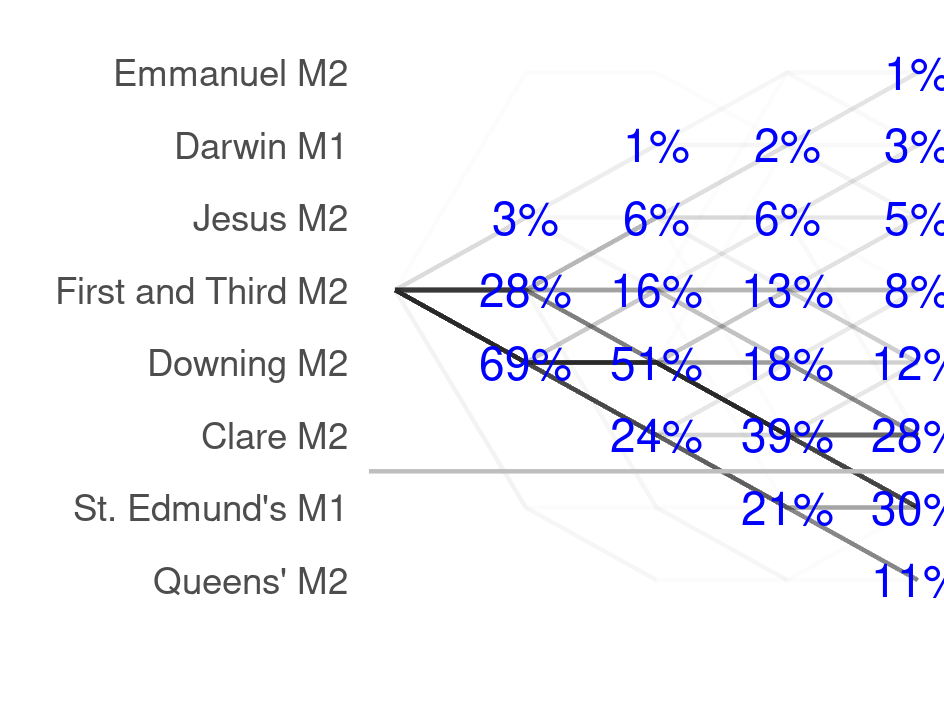 Emmanuel M2 1%
Darwin M1 1% 2% 3%
Jesus M2 3% 6% 6% 5%
First and Third M2 28% 16% 13% 8%
Downing M2 69% 51% 18% 12%
Clare M2 24% 39% 28%
St. Edmund's M1 21% 30%
Queens' M2 11%